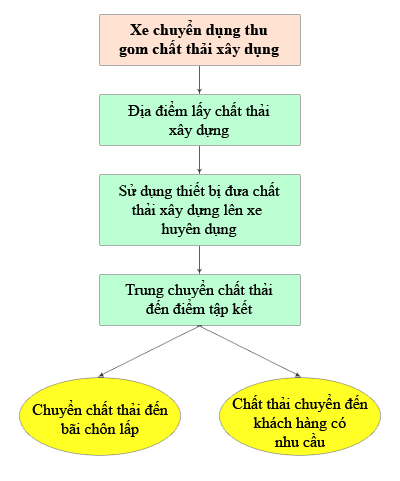 Xe chuyển dụng thu
gom chất thải xây dụng
Địa điểm lấy chất thải
xây dựng
Sử dụng thiết bị đưa chất
thải xây dựng lên xe
huyên dụng
Trung chuyển chất thải
đến điểm tập kết
Chuyển chất thải đến
bãi chôn lấp
Chất thải chuyển đến
khách hàng có
nhu cầu